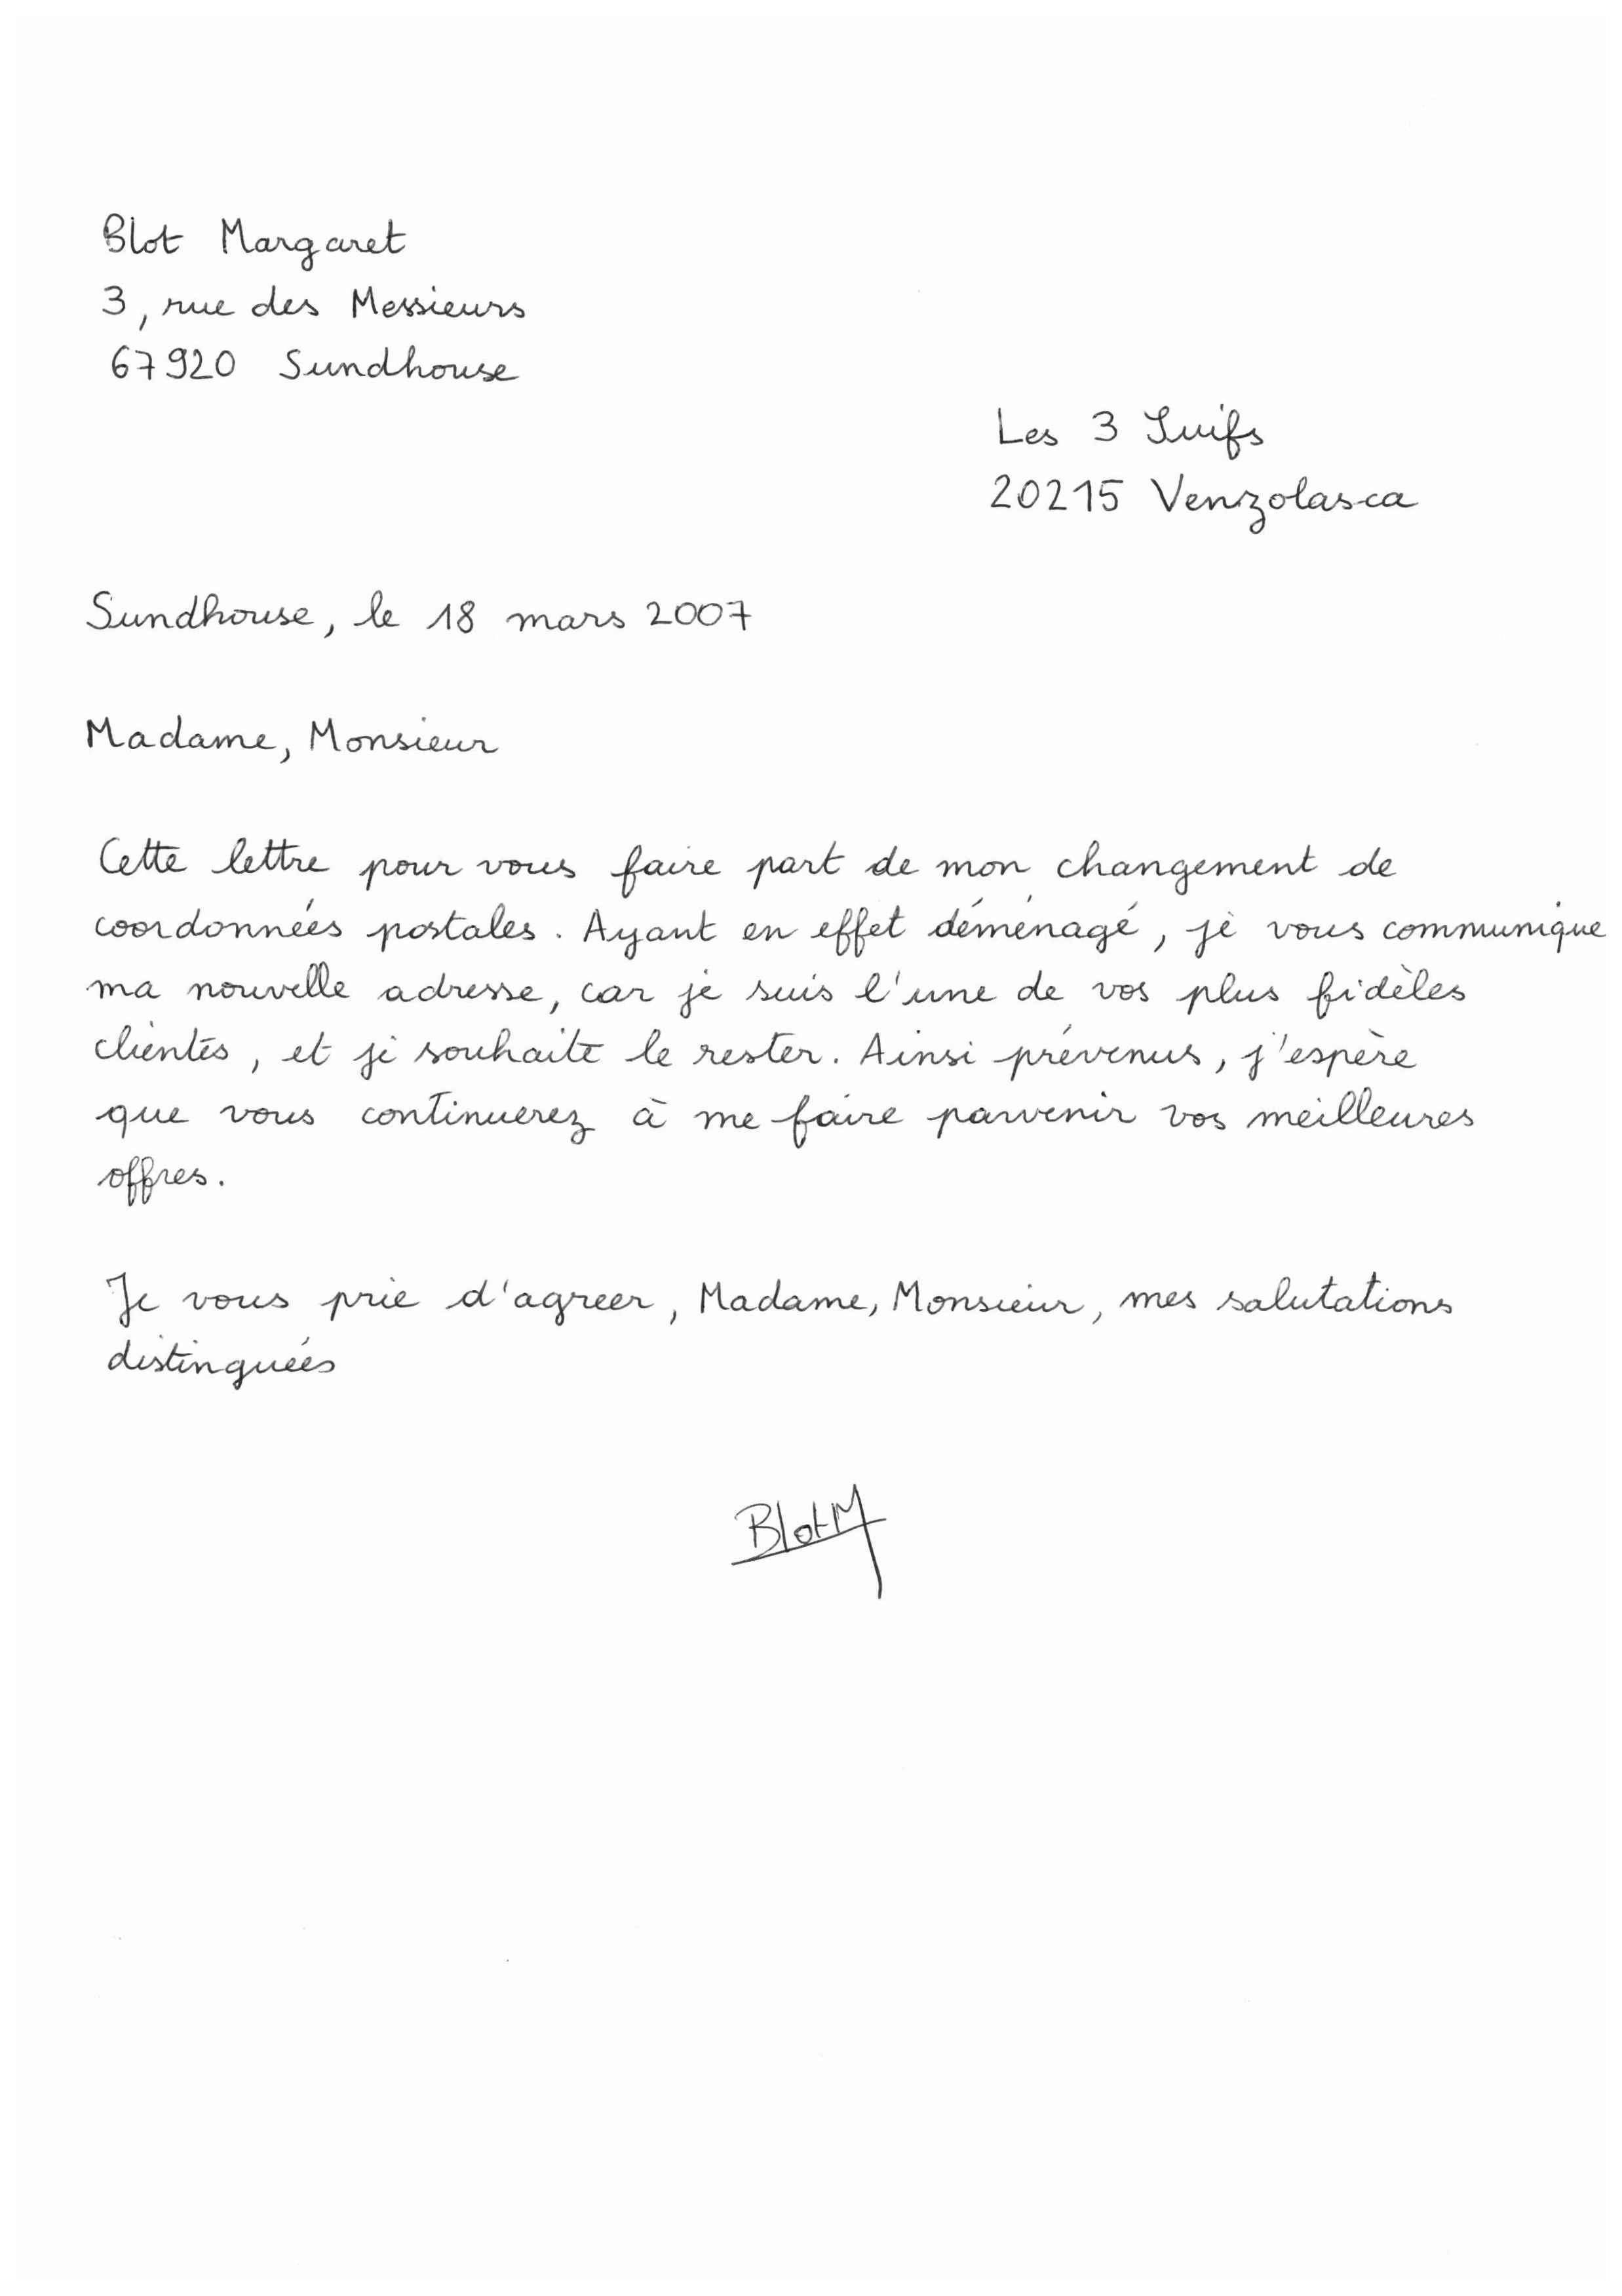 Blot Margaret
3, rue des Messieurs
67920 Sundhouse
Les 3 Suifs
20215 Venzolasca
Sundhouse, le 18 mars 2007
Madame, Monsieur
Cette lettre pour vous faire part de mon changement de
coordonnées postales. Ayant en effet déménagé, je vous communique
ma nouvelle adresse, car je suis l'une de vos plus fidèles
clientes, et je souhaite le rester. Ainsi prévenus, j'espère
que vous continuerez à me faire parvenir vos meilleures
offres.
Je vous prie d'agreer, Madame, Monsieur, mes salutations
distinguées
Blot M